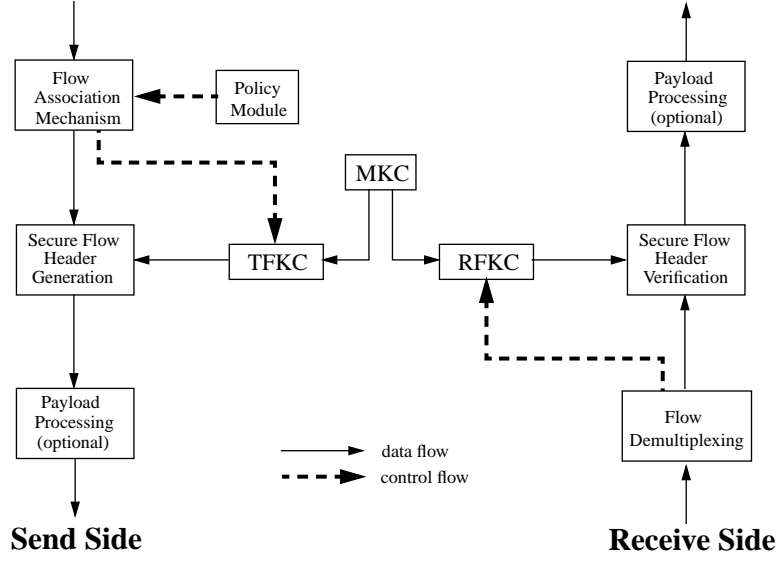 Flow
Association
Mechanism
Policy
Module
Payload
Processing
(optional)
MKC
Secure Flow
Header
Generation
TFKC
RFKC
Secure Flow
Header
Verification
Payload
Processing
(optional)
Flow
Demultiplexing
data flow
control flow
Send Side
Receive Side